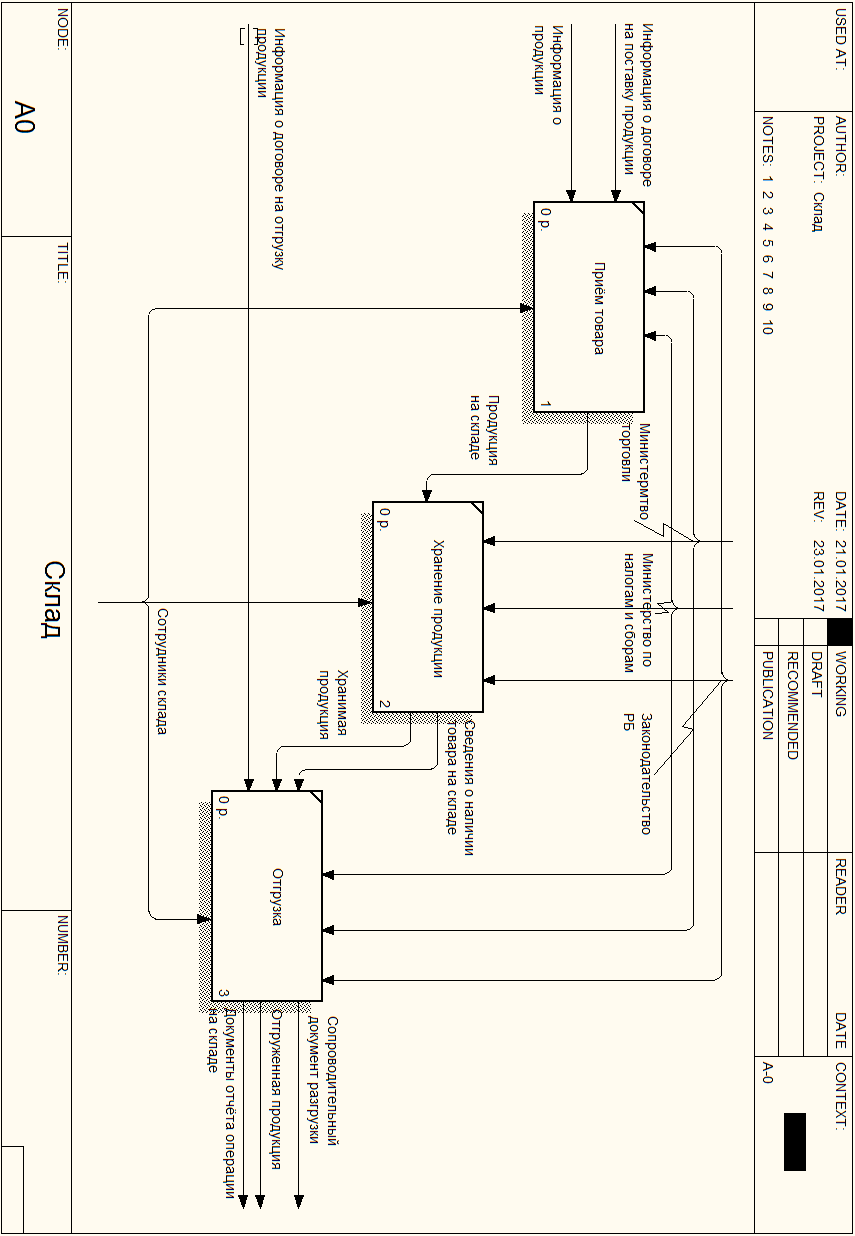 USED AT:
AUTHOR:
DATE: 21.01.2017
PROJECT: Склад
REV: 23.01.2017
NOTES: 1 2 3 4 5 6 7 8 9 10
WORKING
DRAFT
RECOMMENDED
PUBLICATION
READER
DATE
CONTEXT:
A-0
Информация о договоре
на поставку продукции
Информация о
продукции
Министермтво
торговли
Министерство по
налогам и сборам
Законодательство
РБ
0 р.
Приём товара
1
Продукция
на складе
0 р.
Хранение продукции
2
Сведения о наличии
товара на складе
Хранимая
продукция
Информация о договоре на отгрузку
продукции
0 р.
Отгрузка
3
Сопроводительный
документ разгрузки
Отгруженная продукция
Документы отчёта операции
на складе
Сотрудники склада
NODE:
A0
TITLE:
Склад
NUMBER: